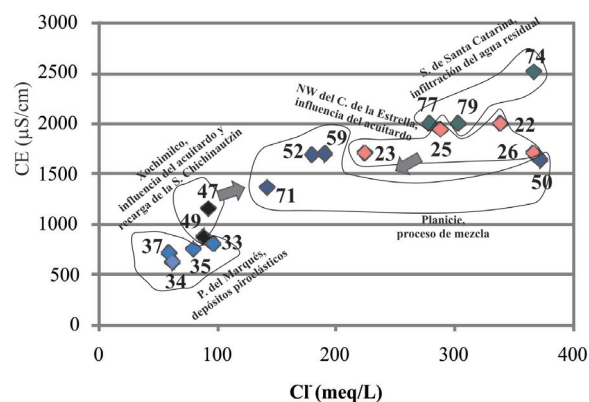 3000
2500
2000
1500
1000
500
0
CE (µS/cm)
0
100
200
300
400
Cl⁻(meq/L)
S. de Santa Catarina,
infiltración del agua residual
74
NW del C. de la Estrella,
influencia del acuitardo
77
79
22
25
23
26
50
52
59
71
Planicie,
proceso de mezcla
Xochimilco,
influencia del acuitardo y
recarga de la S. Chichinautzin
47
49
37
34
35
33
P. del Marqués,
depósitos piroclásticos